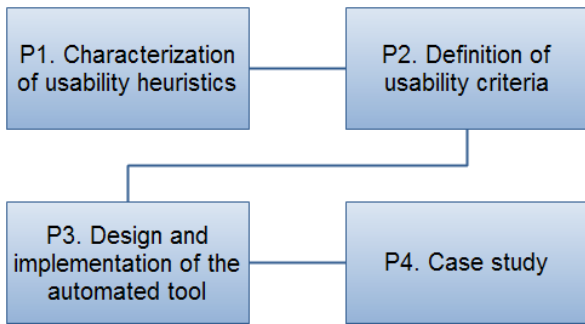 P1. Characterization
of usability heuristics
P2. Definition of
usability criteria
P3. Design and
implementation of the
automated tool
P4. Case study